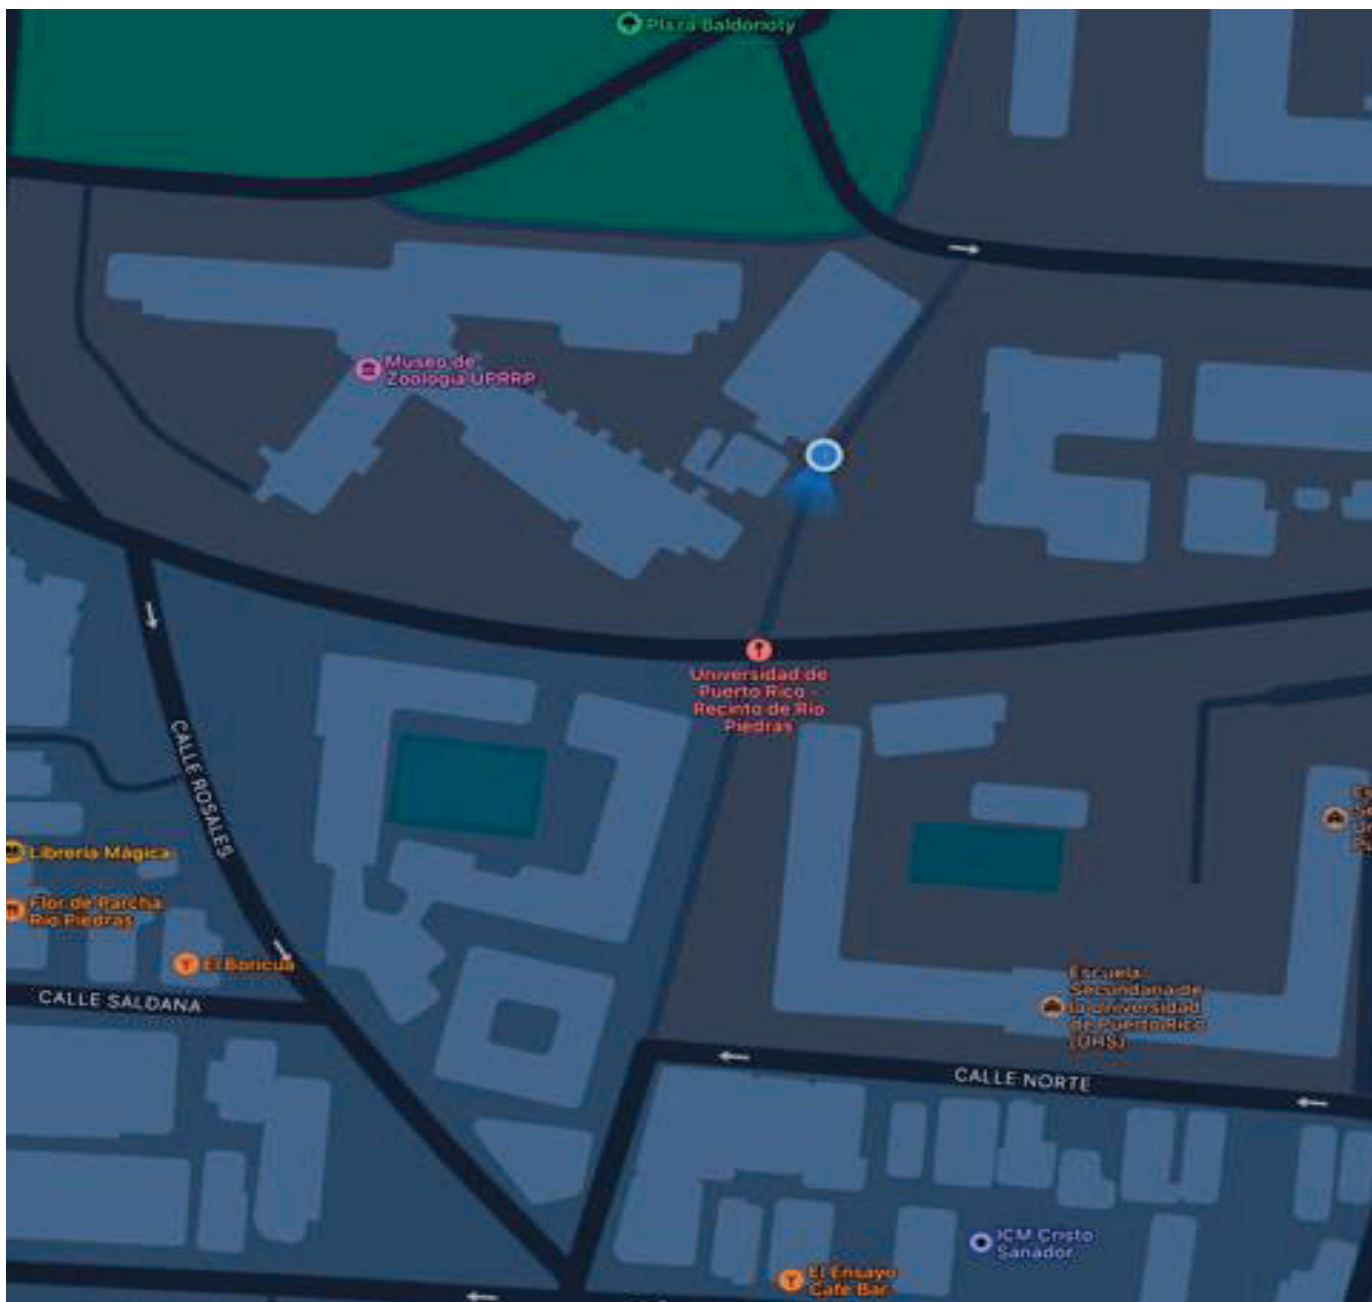 Plaza Baldorioty
Museo de
Zoología UPRRP
Universidad de
Puerto Rico -
Recinto de Río
Piedras
CALLE ROSALES
Librería Mágica
Flor de Parcha
Río Piedras
El Boricua
CALLE SALDANA
Escuela
Secundaria de
la Universidad
de Puerto Rico
(UHS)
CALLE NORTE
ICM Cristo
Sanador
El Ensayo
Café Bar